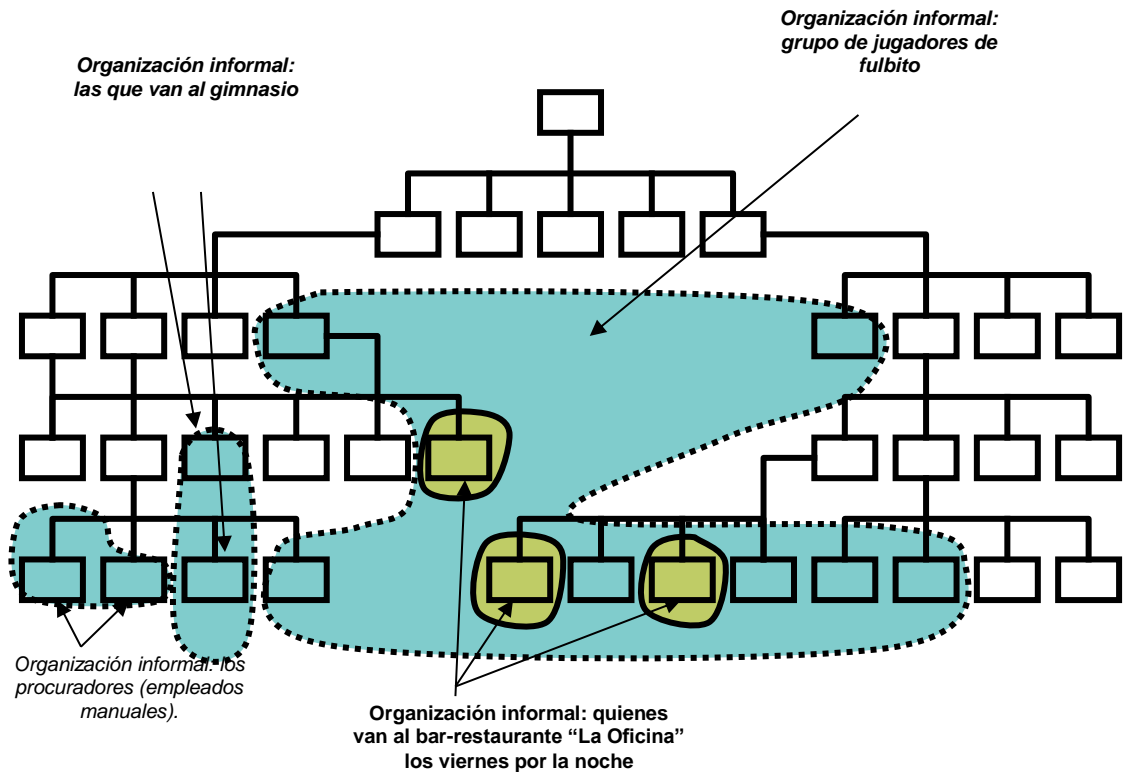 Organización informal:
grupo de jugadores de
fulbito
Organización informal:
las que van al gimnasio
Organización informal: los
procuradores (empleados
manuales).
Organización informal: quienes
van al bar-restaurante “La Oficina”
los viernes por la noche